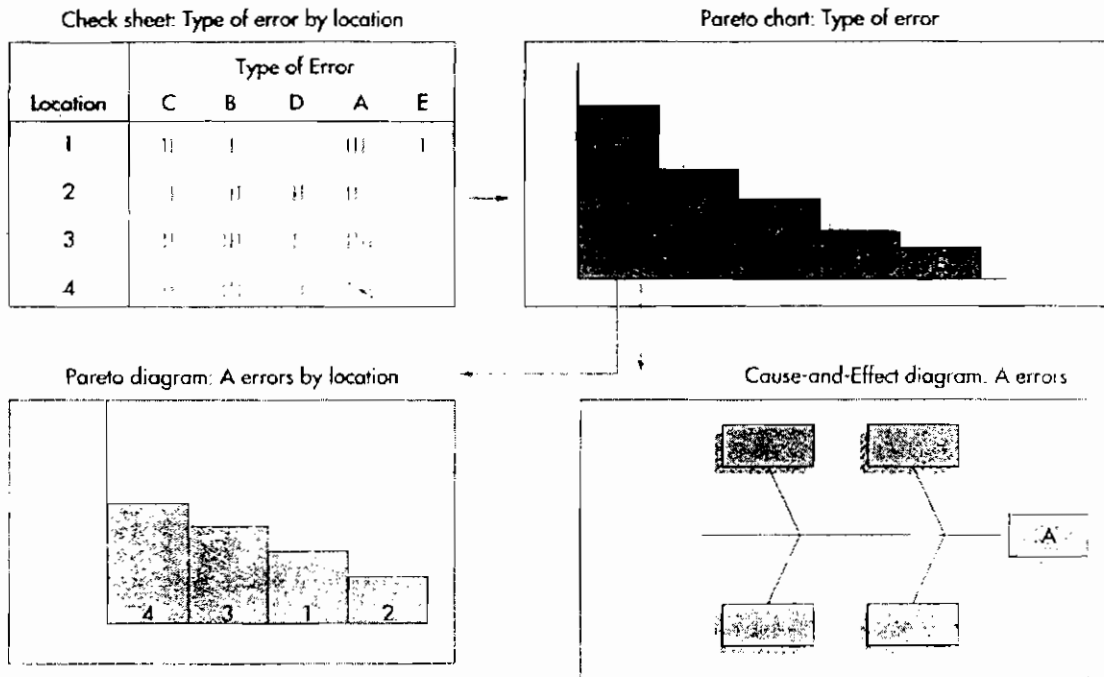 Check sheet: Type of error by location
Type of Error
Location C B D A E
1
2
3
4
Pareto chart: Type of error
Pareto diagram: A errors by location
4 3 1 2
Cause-and-Effect diagram. A errors
A